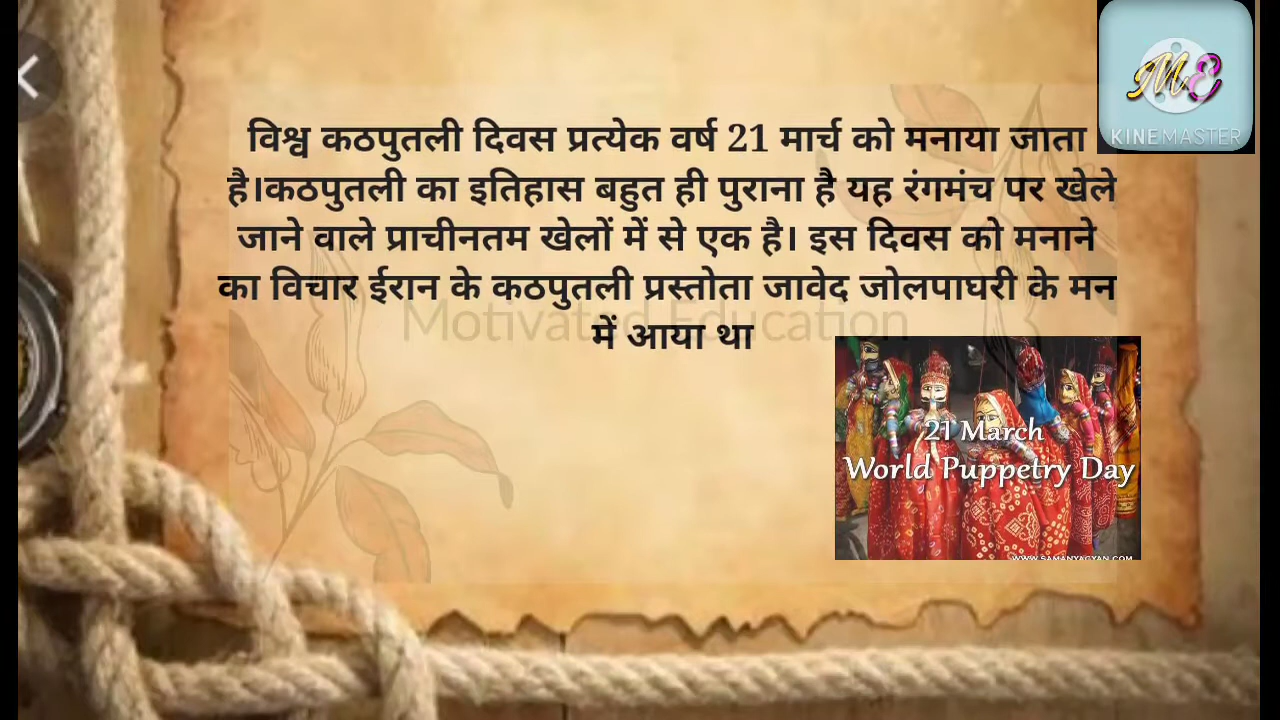 विश्व कठपुतली दिवस प्रत्येक वर्ष 21 मार्च को मनाया जाता
है।कठपुतली का इतिहास बहुत ही पुराना है यह रंगमंच पर खेले
जाने वाले प्राचीनतम खेलों में से एक है। इस दिवस को मनाने
का विचार ईरान के कठपुतली प्रस्तोता जावेद जोलपाघरी के मन
में आया था
Motivated Education
ME
KINEMASTER
21 March
World Puppetry Day
WWW.SAMANYAGYAN.COM